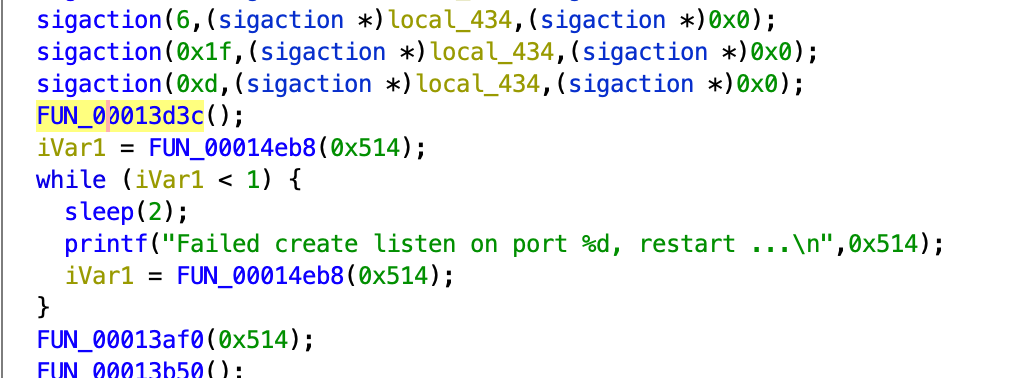 sigaction(6,(sigaction *)local_434,(sigaction *)0x0);
sigaction(0x1f,(sigaction *)local_434,(sigaction *)0x0);
sigaction(0xd,(sigaction *)local_434,(sigaction *)0x0);
FUN_00013d3c();
iVar1 = FUN_00014eb8(0x514);
while (iVar1 < 1) {
sleep(2);
printf("Failed create listen on port %d, restart ...\n",0x514);
iVar1 = FUN_00014eb8(0x514);
}
FUN_00013af0(0x514);
FUN_00013b50();